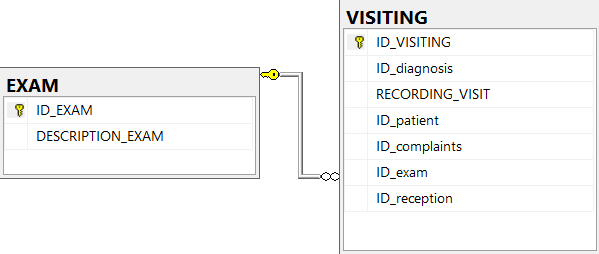 EXAM
ID_EXAM
DESCRIPTION_EXAM
VISITING
ID_VISITING
ID_diagnosis
RECORDING_VISIT
ID_patient
ID_complaints
ID_exam
ID_reception